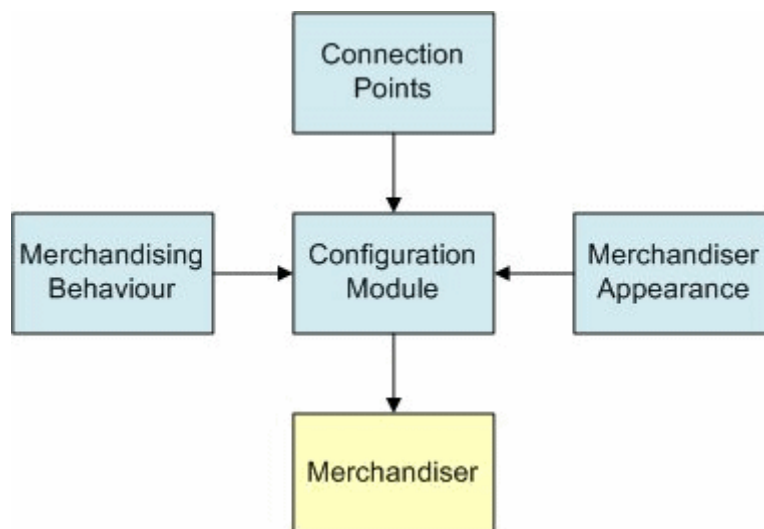 Connection
Points
Merchandising
Behaviour
Configuration
Module
Merchandiser
Appearance
Merchandiser